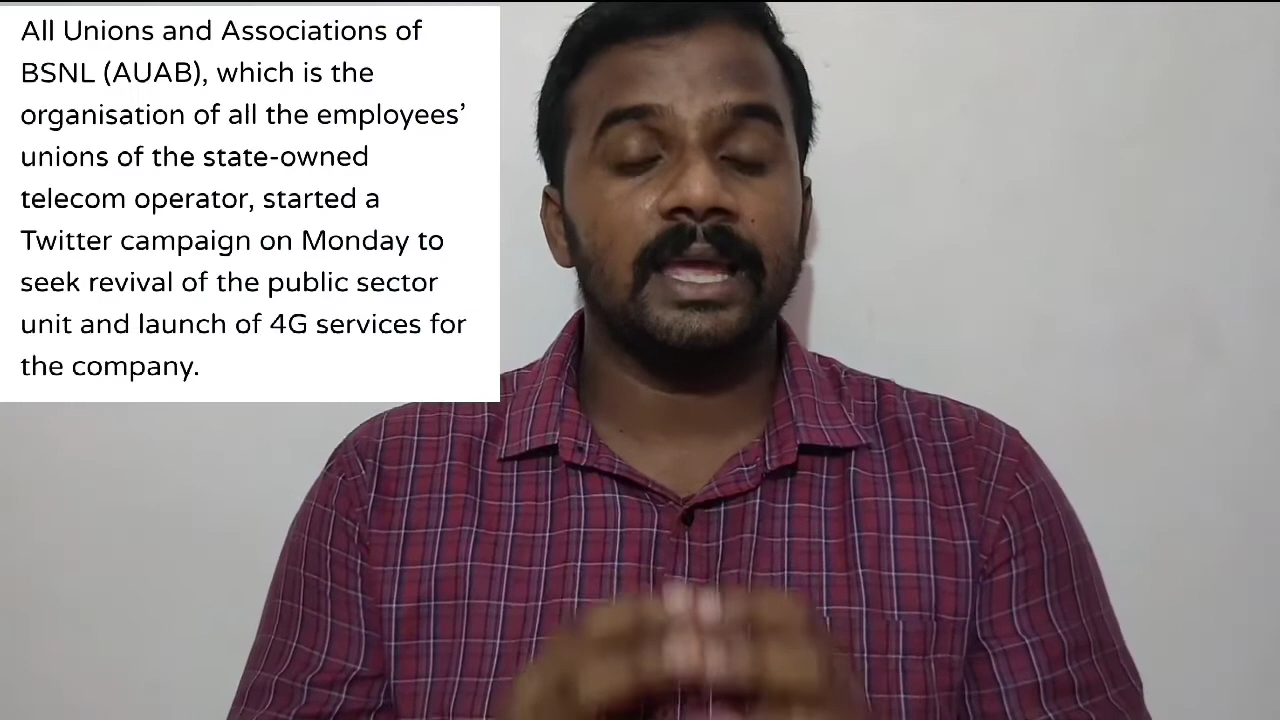 All Unions and Associations of
BSNL (AUAB), which is the
organisation of all the employees’
unions of the state-owned
telecom operator, started a
Twitter campaign on Monday to
seek revival of the public sector
unit and launch of 4G services for
the company.